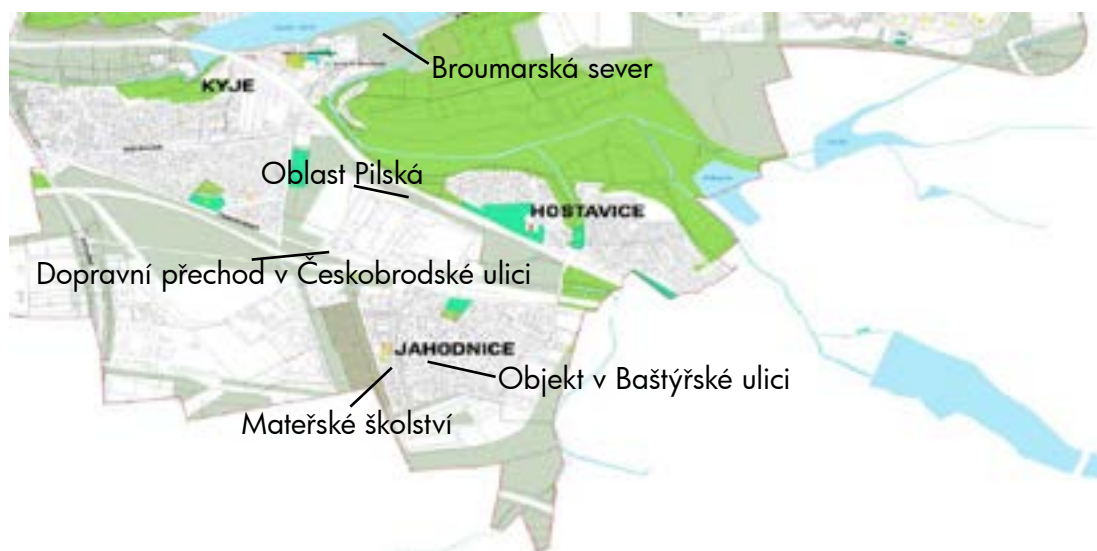 Broumarská sever
KYJE
Oblast Pilská
HOSTAVICE
Dopravní přechod v Českobrodské ulici
JAHODNICE
Objekt v Baštýřské ulici
Mateřské školství